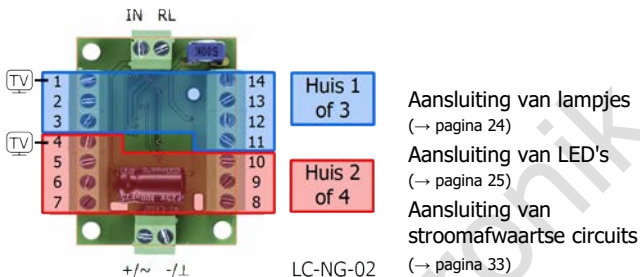 IN RL
500K
TV
1
2
3
TV
4
5
6
7
14
13
12
11
10
9
8
Huis 1
of 3
Huis 2
of 4
+/~ -/⊥
LC-NG-02
Aansluiting van lampjes
(→ pagina 24)
Aansluiting van LED's
(→ pagina 25)
Aansluiting van
stroomafwaartse circuits
(→ pagina 33)
ronik